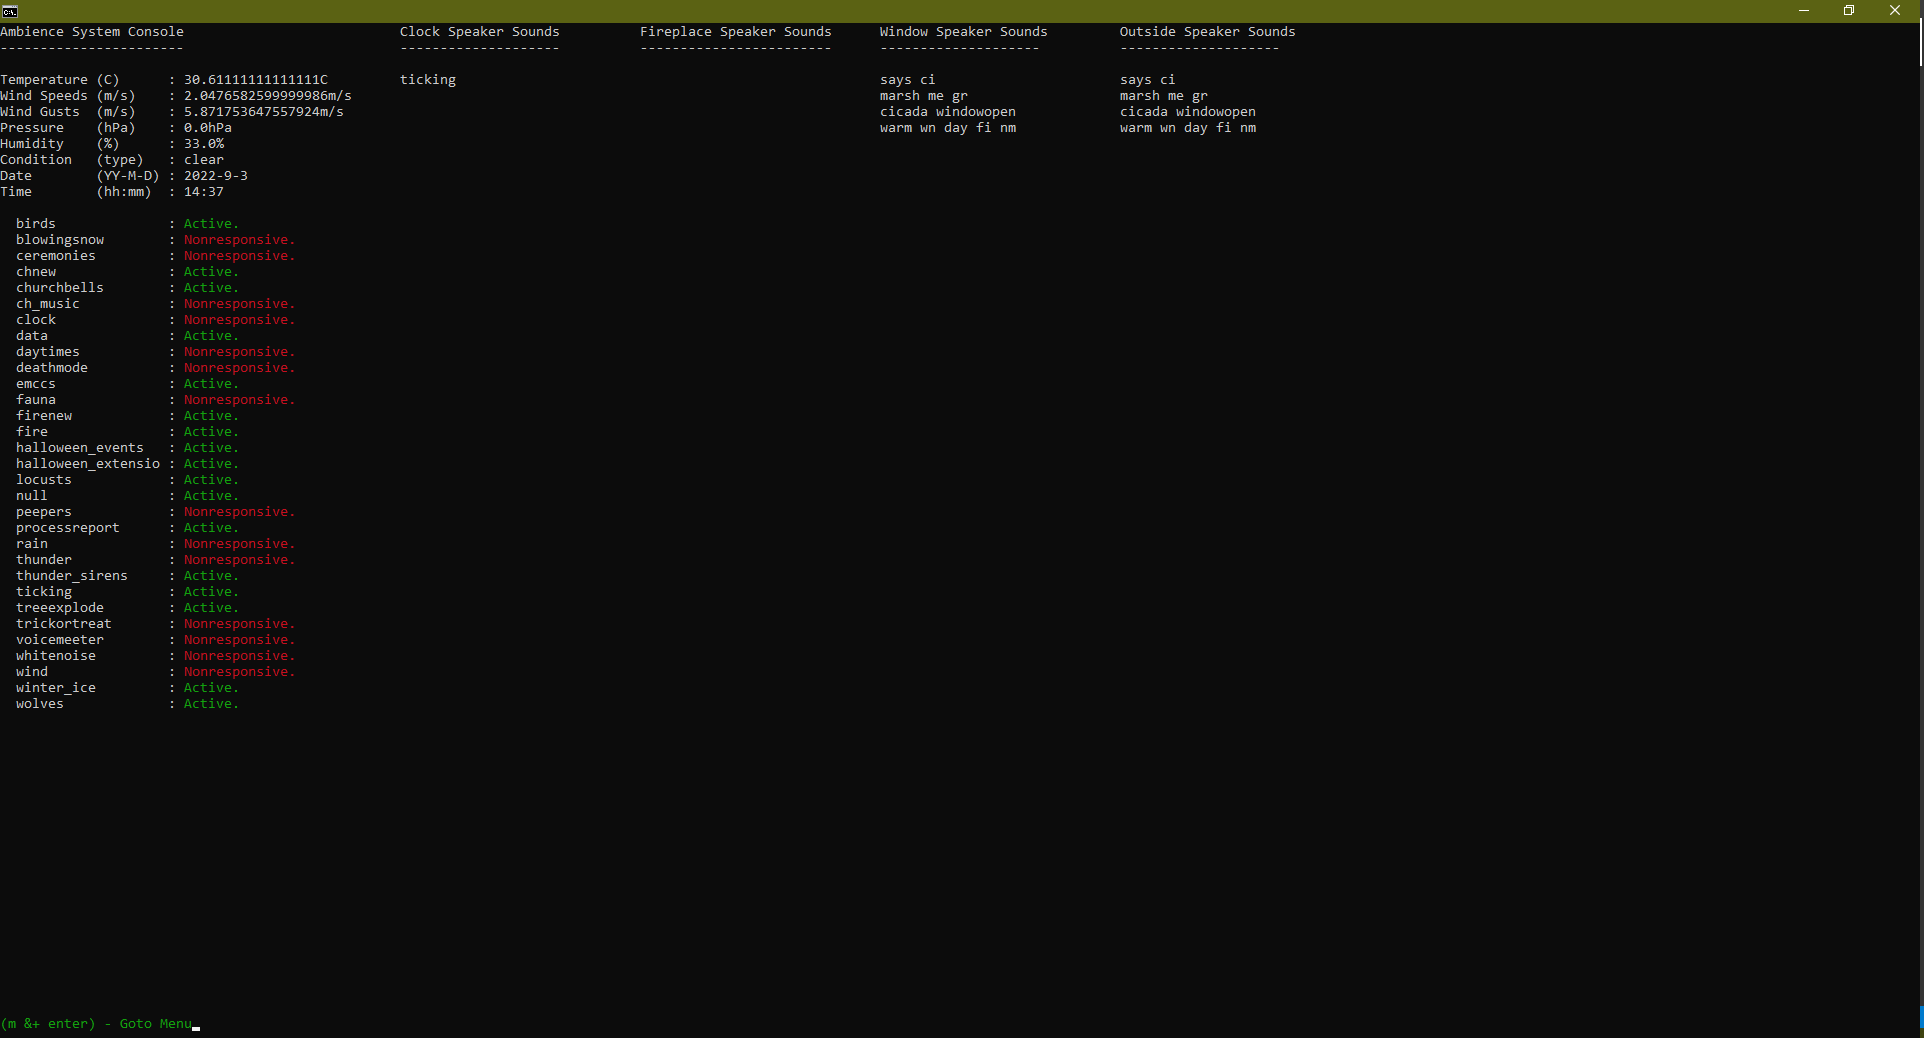 Ambience System Console Clock Speaker Sounds Fireplace Speaker Sounds Window Speaker Sounds Outside Speaker Sounds
----------------------- -------------------- ------------------------ -------------------- --------------------
Temperature (C) : 30.61111111111111C ticking says ci says ci
Wind Speeds (m/s) : 2.0476582599999986m/s marsh me gr marsh me gr
Wind Gusts (m/s) : 5.871753647557924m/s cicada windowopen cicada windowopen
Pressure (hPa) : 0.0hPa warm wn day fi nm warm wn day fi nm
Humidity (%) : 33.0%
Condition (type) : clear
Date (YY-M-D) : 2022-9-3
Time (hh:mm) : 14:37
birds : Active.
blowingsnow : Nonresponsive.
ceremonies : Nonresponsive.
chnew : Active.
churchbells : Active.
ch_music : Nonresponsive.
clock : Nonresponsive.
data : Active.
daytimes : Nonresponsive.
deathmode : Nonresponsive.
emccs : Active.
fauna : Nonresponsive.
firenew : Active.
fire : Active.
halloween_events : Active.
halloween_extensio : Active.
locusts : Active.
null : Active.
peepers : Nonresponsive.
processreport : Active.
rain : Nonresponsive.
thunder : Nonresponsive.
thunder_sirens : Active.
ticking : Active.
treeexplode : Active.
trickortreat : Nonresponsive.
voicemeeter : Nonresponsive.
whitenoise : Nonresponsive.
wind : Nonresponsive.
winter_ice : Active.
wolves : Active.
(m &+ enter) - Goto Menu